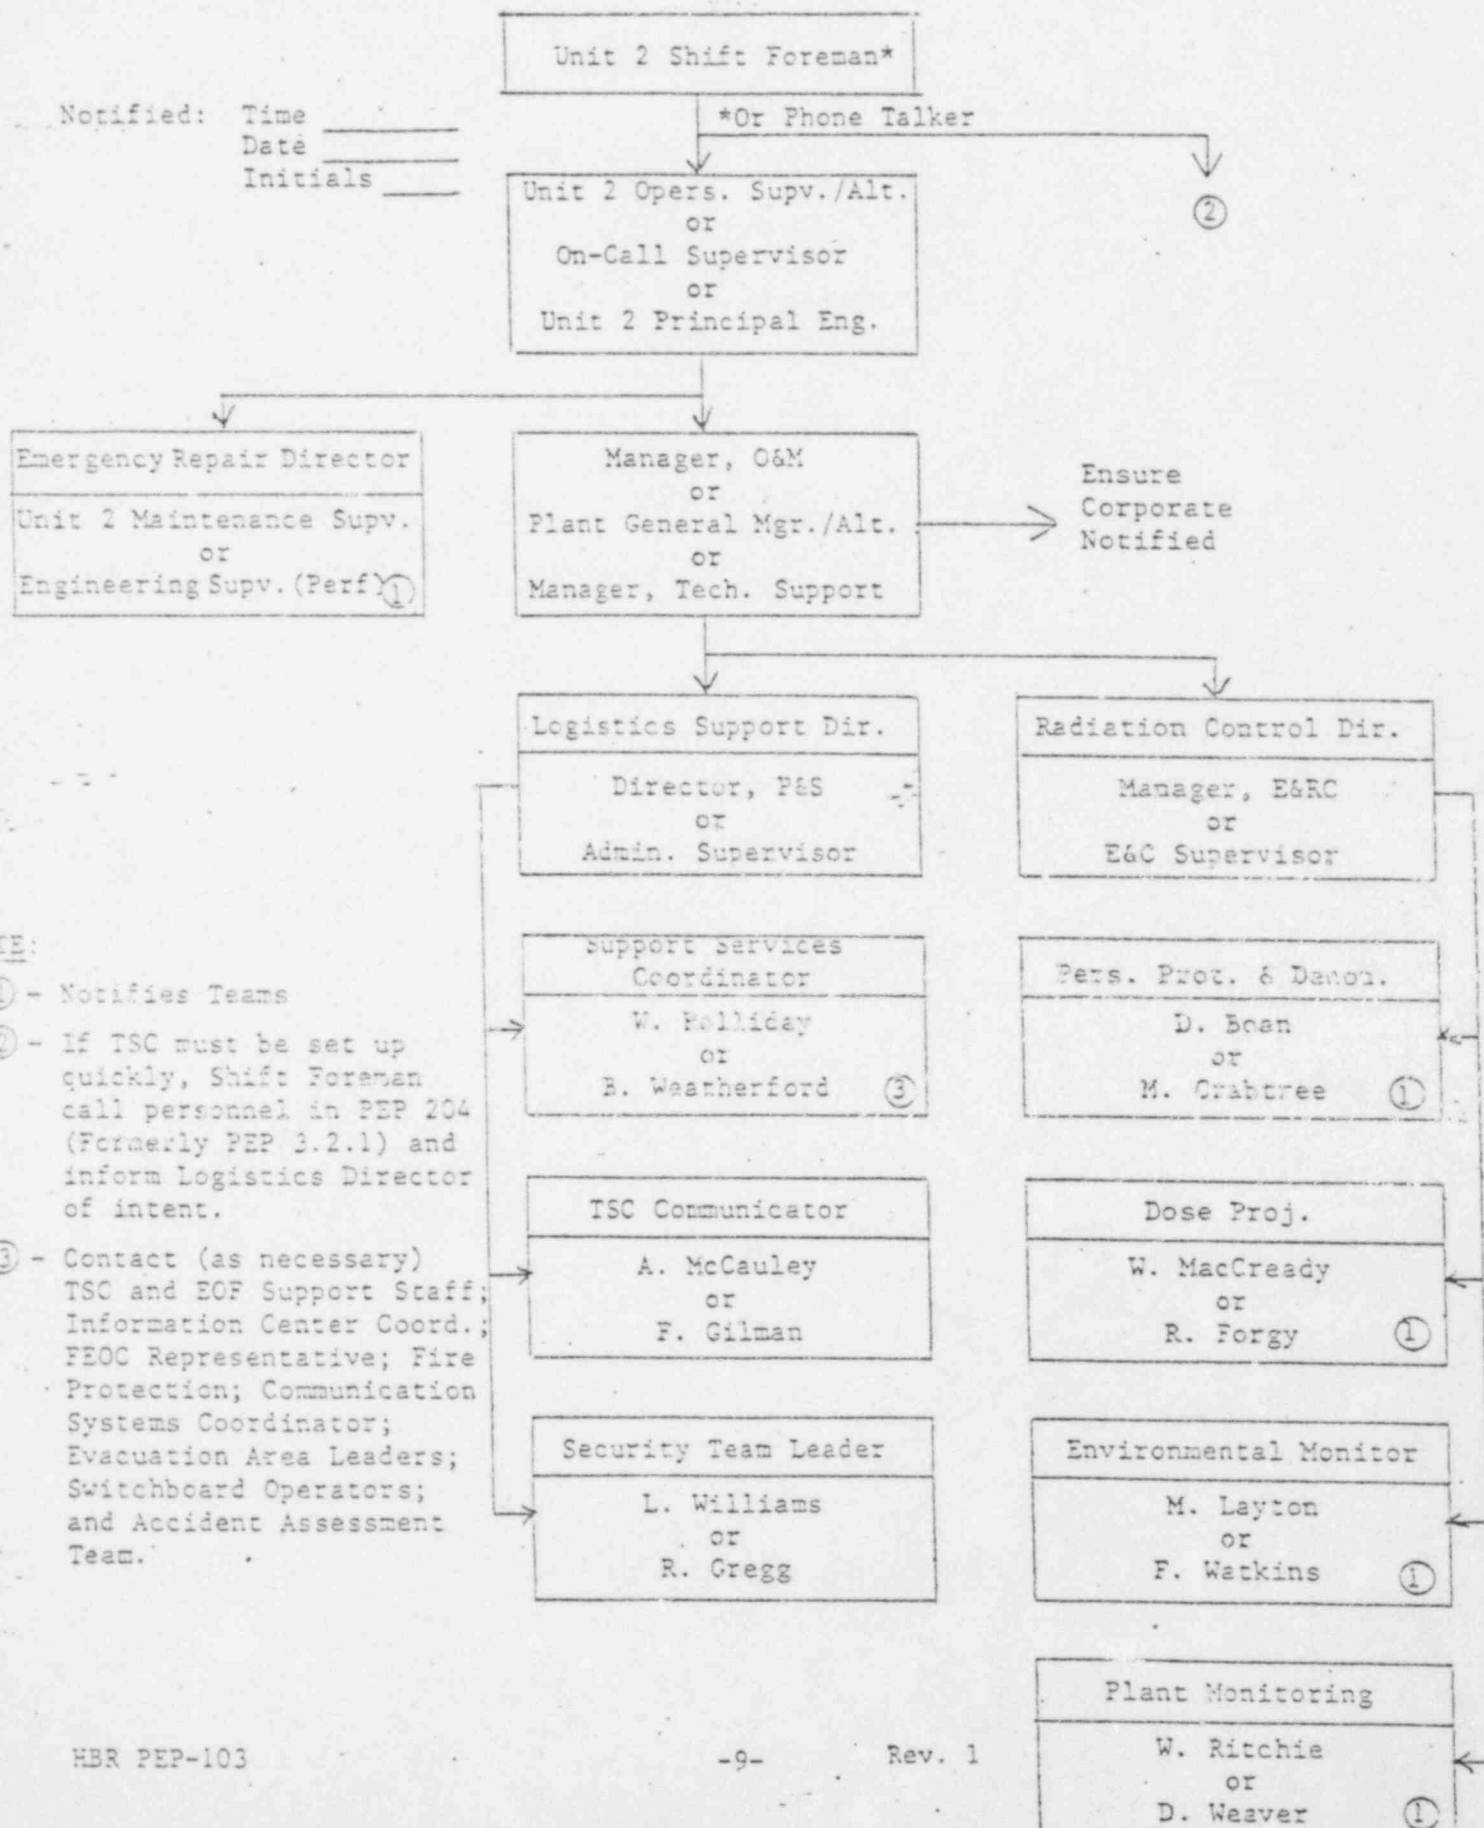 Unit 2 Shift Foreman*
Notified: Time
Date
Initials
*Or Phone Talker
2
Unit 2 Opers. Supv./Alt.
or
On-Call Supervisor
or
Unit 2 Principal Eng.
Emergency Repair Director
Unit 2 Maintenance Supv.
or
Engineering Supv. (Perf) 1
Manager, O&M
or
Plant General Mgr./Alt.
or
Manager, Tech. Support
Ensure
Corporate
Notified
Logistics Support Dir.
Director, P&S
or
Admin. Supervisor
Radiation Control Dir.
Manager, E&RC
or
E&C Supervisor
Support Services
Coordinator
W. Holliday
or
B. Weatherford 3
Pers. Prot. & Decon.
D. Boan
or
M. Crabtree 1
TSC Communicator
A. McCauley
or
F. Gilman
Dose Proj.
W. MacCready
or
R. Forgy 1
Security Team Leader
L. Williams
or
R. Gregg
Environmental Monitor
M. Layton
or
F. Watkins 1
Plant Monitoring
W. Ritchie
or
D. Weaver 1
TE:
1 - Notifies Teams
2 - If TSC must be set up
quickly, Shift Foreman
call personnel in PEP 204
(Formerly PEP 3.2.1) and
inform Logistics Director
of intent.
3 - Contact (as necessary)
TSC and EOF Support Staff;
Information Center Coord.;
FEOC Representative; Fire
Protection; Communication
Systems Coordinator;
Evacuation Area Leaders;
Switchboard Operators;
and Accident Assessment
Team.
HBR PEP-103
-9-
Rev. 1